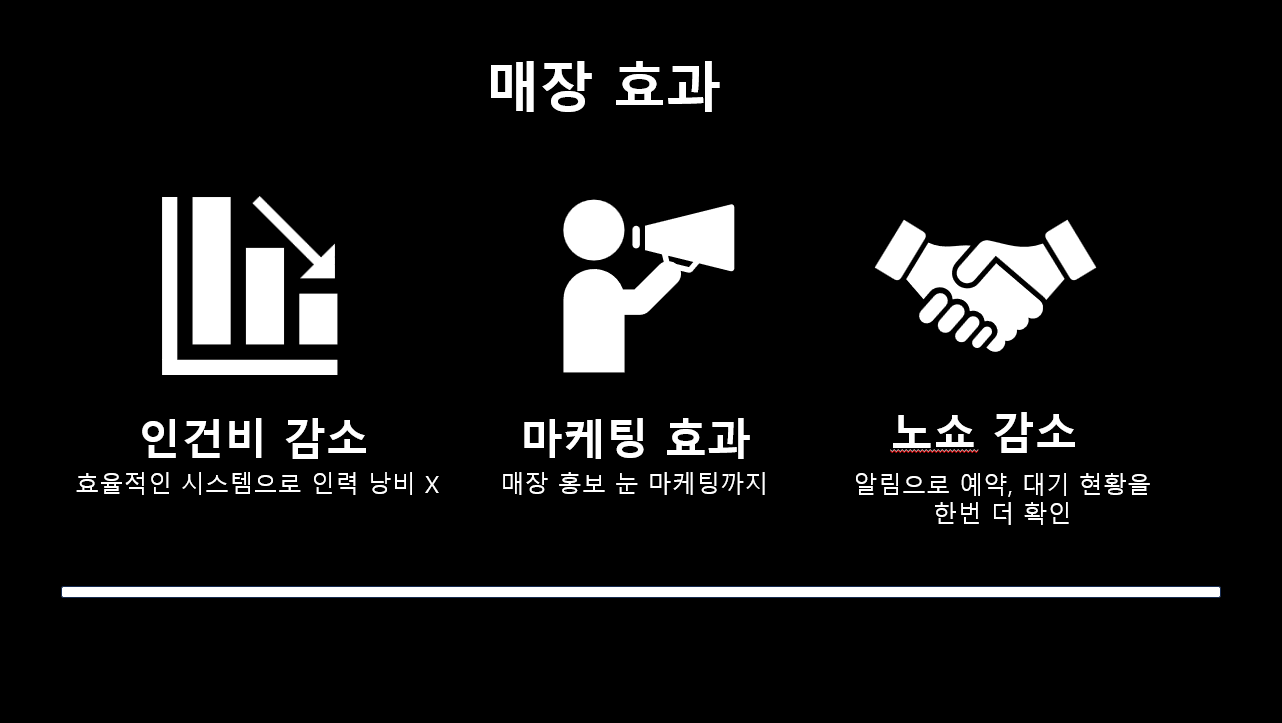 매장 효과
인건비 감소
효율적인 시스템으로 인력 낭비 X
마케팅 효과
매장 홍보 눈 마케팅까지
노쇼 감소
알림으로 예약, 대기 현황을
한번 더 확인